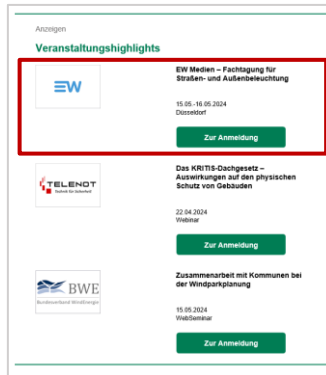 Anzeigen
Veranstaltungshighlights
EW
EW Medien – Fachtagung für
Straßen- und Außenbeleuchtung
15.05.-16.05.2024
Düsseldorf
Zur Anmeldung
TELENOT
Technik für Sicherheit
Das KRITIS-Dachgesetz –
Auswirkungen auf den physischen
Schutz von Gebäuden
22.04.2024
Webinar
Zur Anmeldung
BWE
Bundesverband WindEnergie
Zusammenarbeit mit Kommunen bei
der Windparkplanung
15.05.2024
WebSeminar
Zur Anmeldung